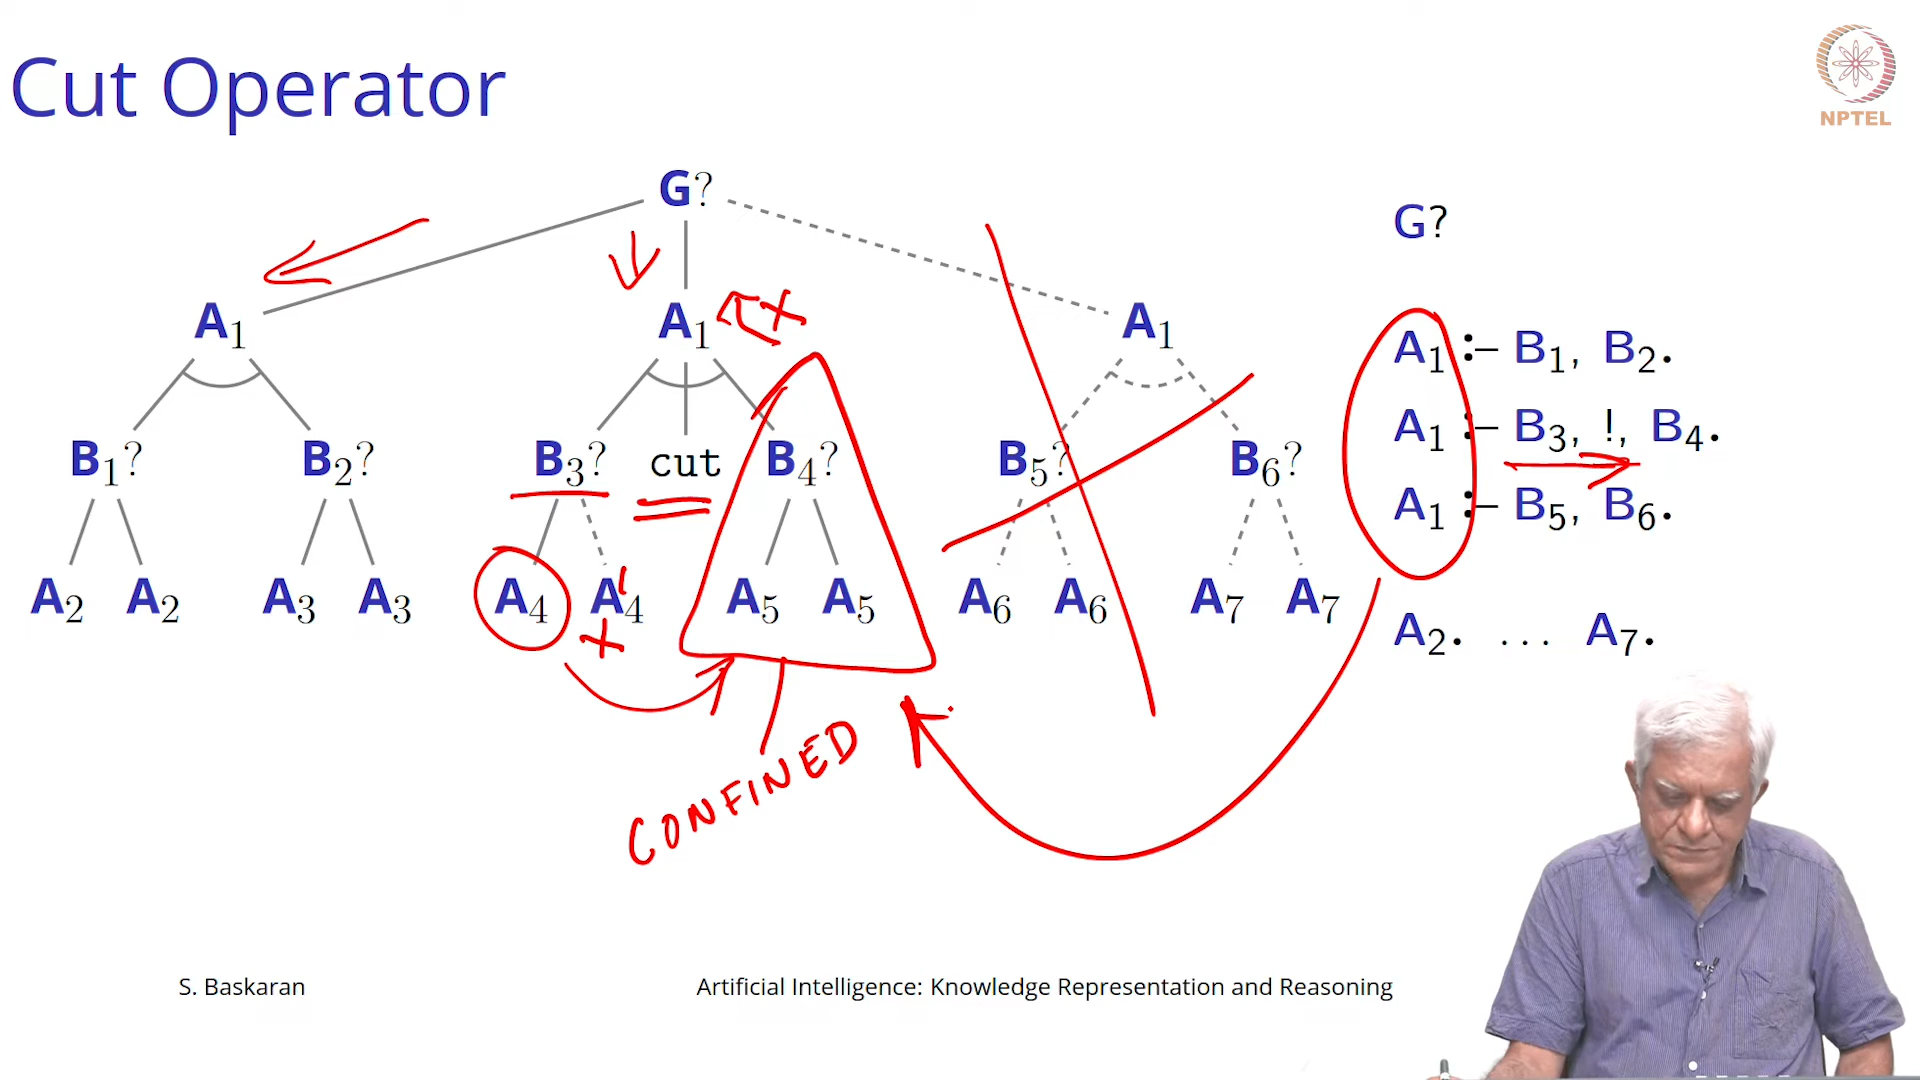 Cut Operator
NPTEL
G?
G?
A₁ A₁ A₁
A₁ :– B₁, B₂.
A₁ :– B₃, !, B₄.
A₁ :– B₅, B₆.
B₁? B₂? B₃? cut B₄? B₅? B₆?
A₂ A₂ A₃ A₃ A₄ A₄ A₅ A₅ A₆ A₆ A₇ A₇
A₂. ... A₇.
CONFINED
S. Baskaran
Artificial Intelligence: Knowledge Representation and Reasoning